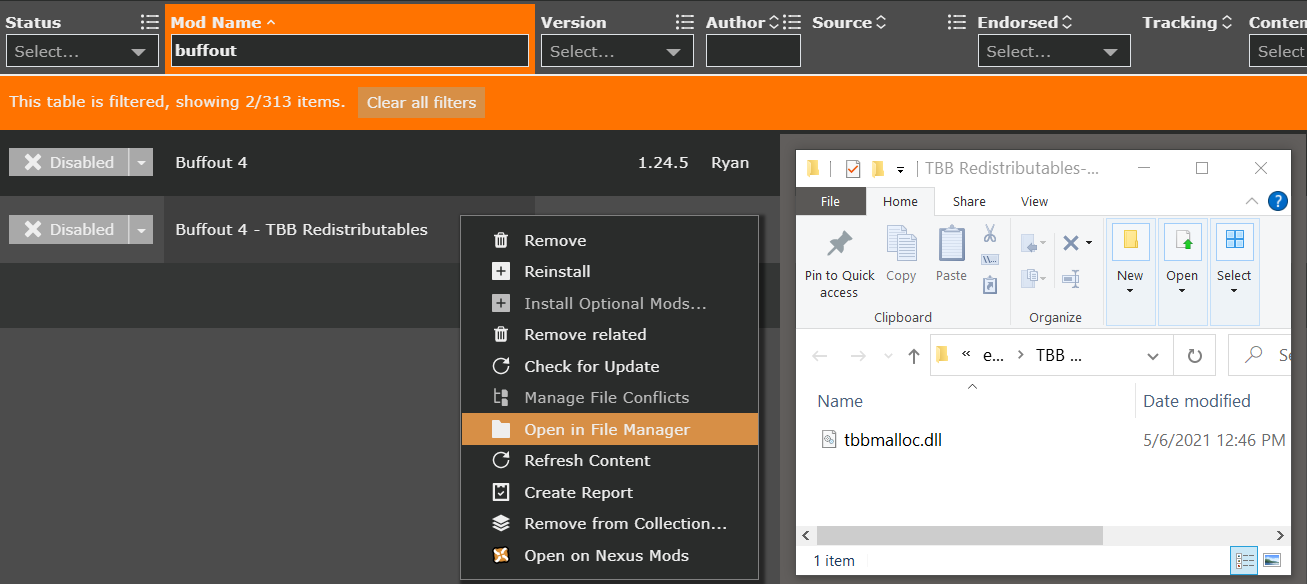 Status
Mod Name
Version
Author
Source
Endorsed
Tracking
Conten
Select...
buffout
Select...
Select...
Select
This table is filtered, showing 2/313 items.
Clear all filters
Disabled
Buffout 4
1.24.5
Ryan
Disabled
Buffout 4 - TBB Redistributables
Remove
Reinstall
Install Optional Mods...
Remove related
Check for Update
Manage File Conflicts
Open in File Manager
Refresh Content
Create Report
Remove from Collection...
Open on Nexus Mods
TBB Redistributables-...
File
Home
Share
View
Pin to Quick
access
Copy
Paste
New
Open
Select
Clipboard
Organize
« e... > TBB ...
Se
Name
Date modified
tbbmalloc.dll
5/6/2021 12:46 PM
1 item